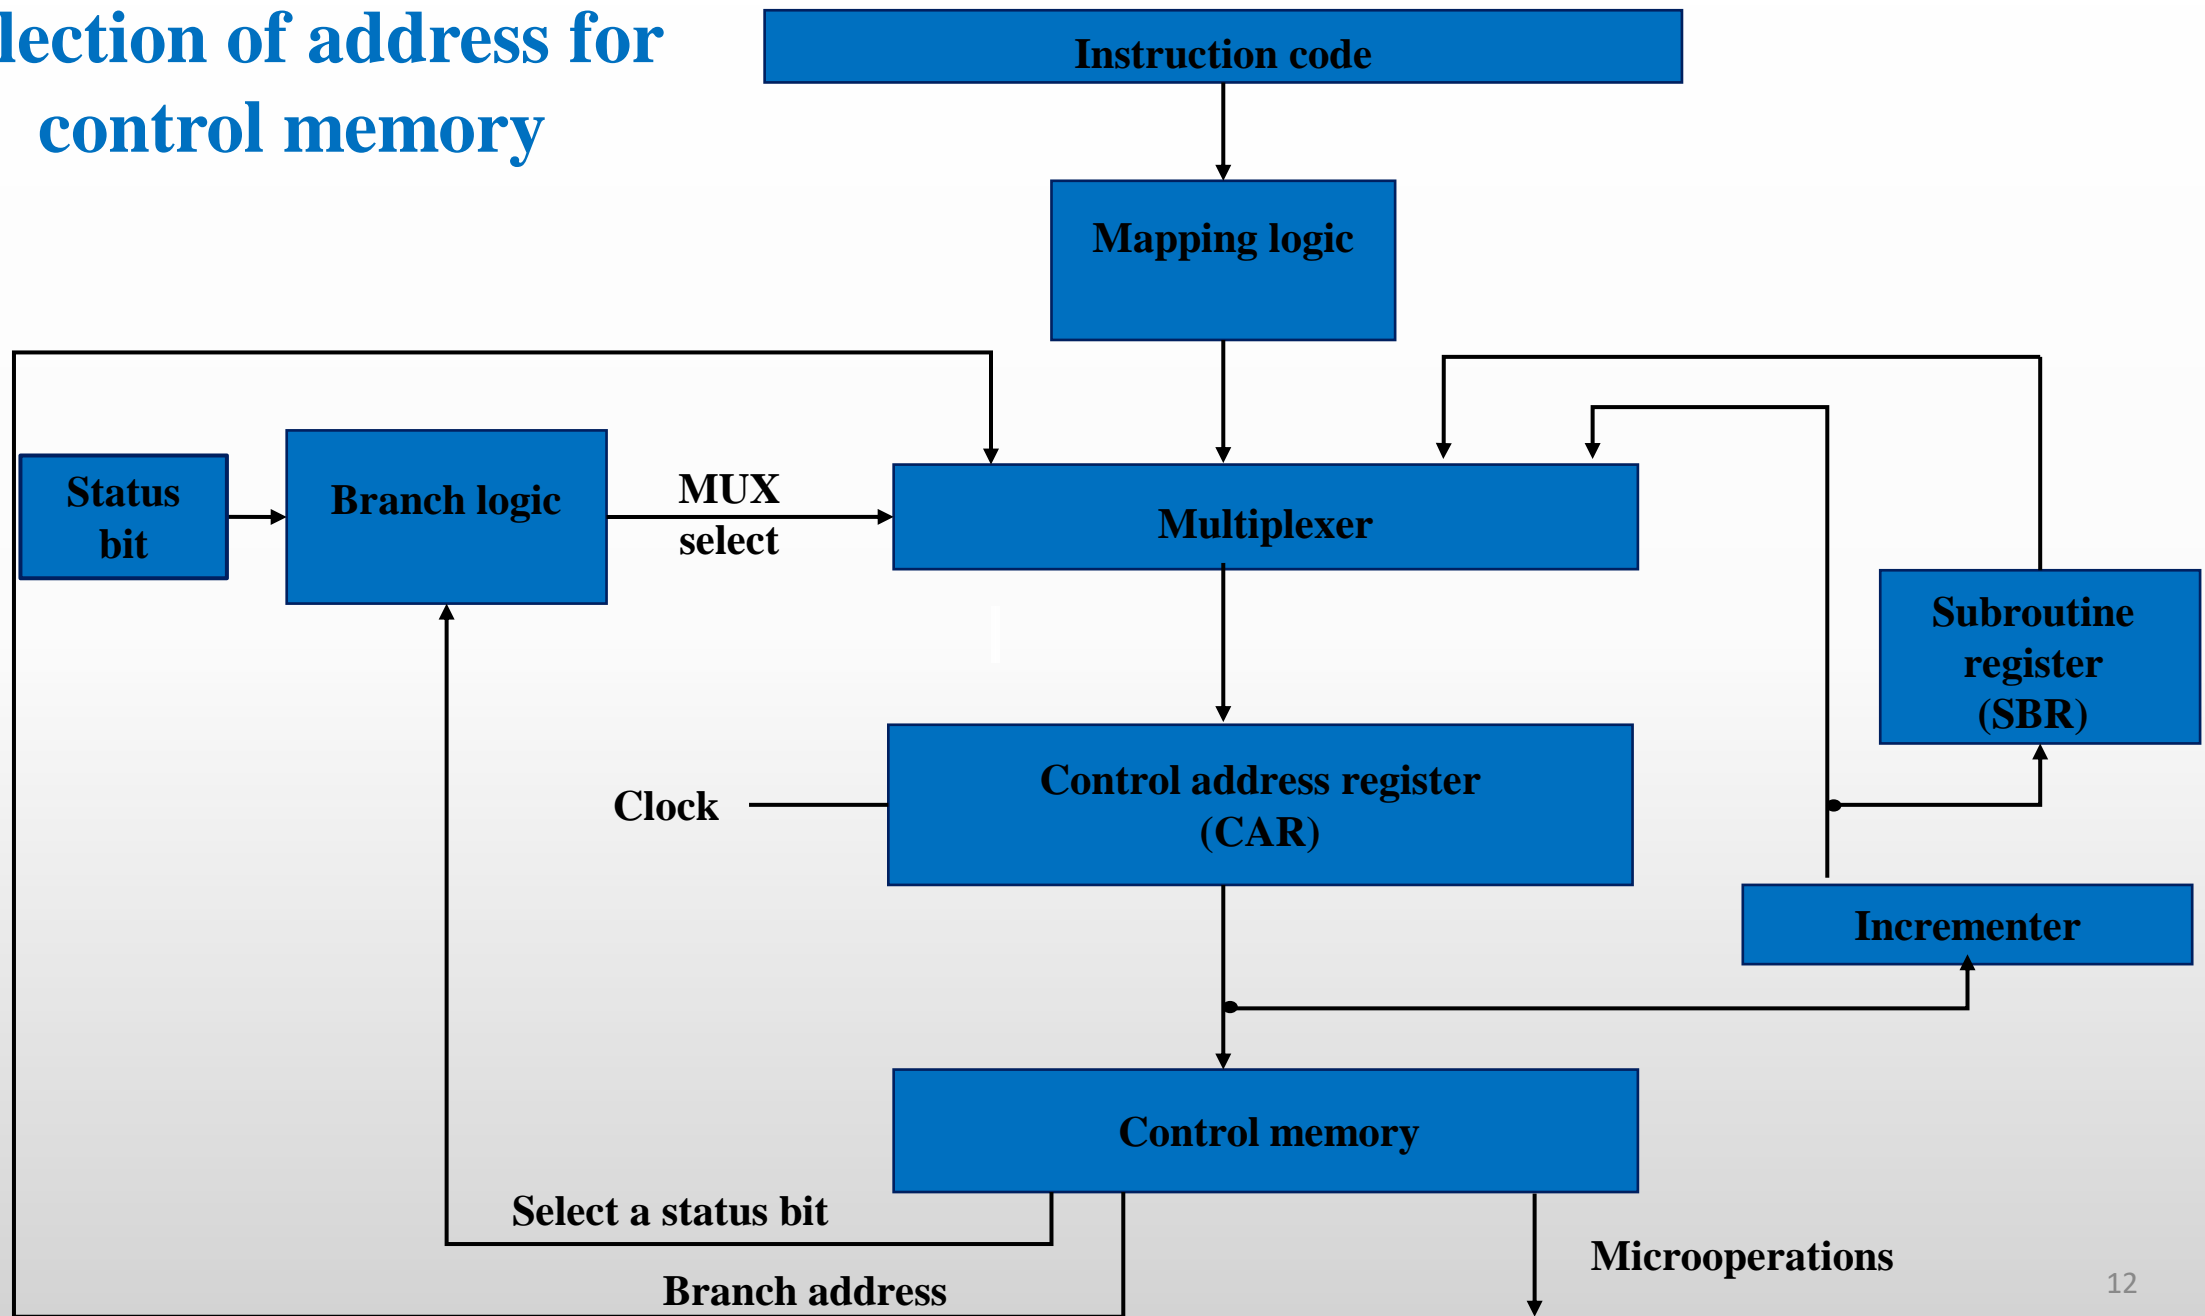 lection of address for
control memory
Instruction code
Mapping logic
Status
bit
Branch logic
MUX
select
Multiplexer
Subroutine
register
(SBR)
Clock
Control address register
(CAR)
Incrementer
Control memory
Select a status bit
Branch address
Microoperations
12